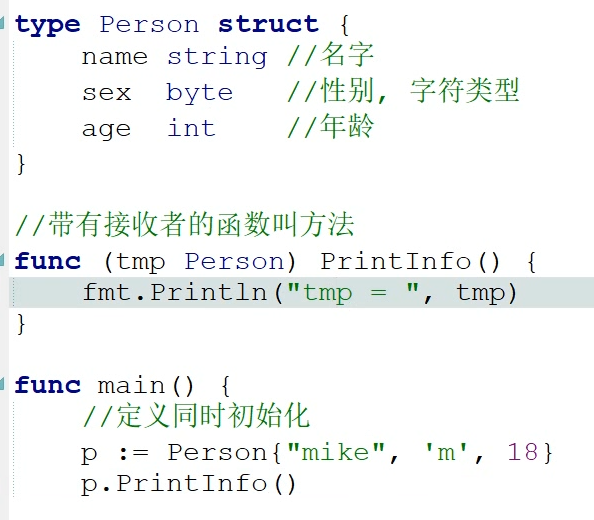 type Person struct {
    name string //名字
    sex  byte   //性别, 字符类型
    age  int    //年龄
}

//带有接收者的函数叫方法
func (tmp Person) PrintInfo() {
    fmt.Println("tmp = ", tmp)
}

func main() {
    //定义同时初始化
    p := Person{"mike", 'm', 18}
    p.PrintInfo()